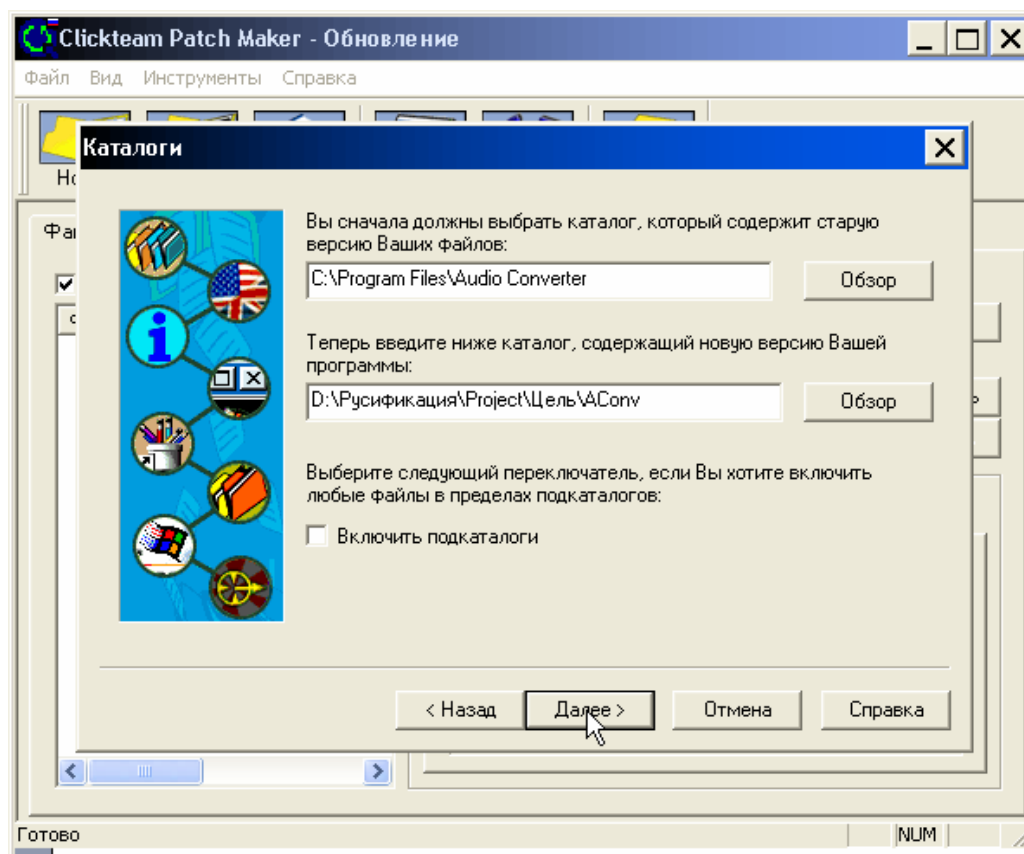 Clickteam Patch Maker - Обновление
Файл Вид Инструменты Справка
Каталоги
Вы сначала должны выбрать каталог, который содержит старую
версию Ваших файлов:
C:\Program Files\Audio Converter
Обзор
Теперь введите ниже каталог, содержащий новую версию Вашей
программы:
D:\Русификация\Project\Цель\AConv
Обзор
Выберите следующий переключатель, если Вы хотите включить
любые файлы в пределах подкаталогов:
Включить подкаталоги
< Назад
Далее >
Отмена
Справка
Готово
NUM